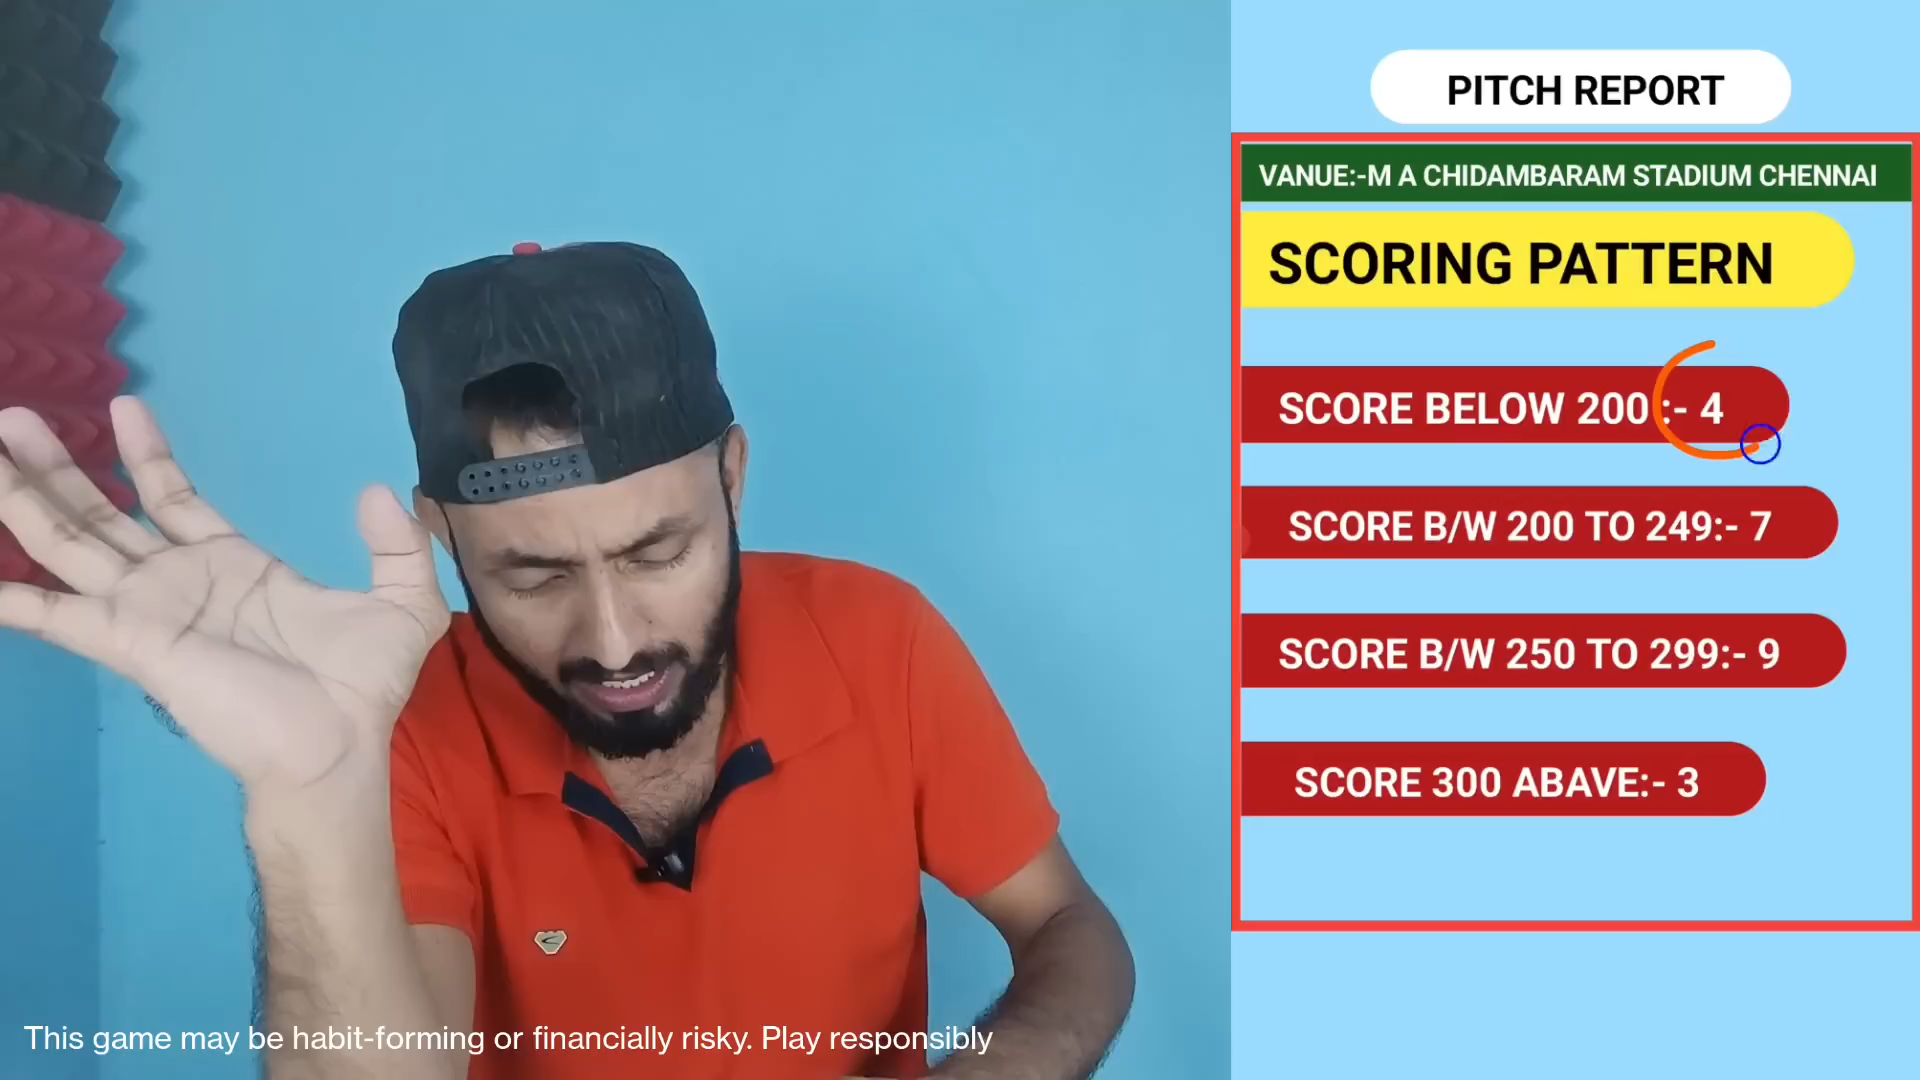 PITCH REPORT
VANUE:-M A CHIDAMBARAM STADIUM CHENNAI
SCORING PATTERN
SCORE BELOW 200 :- 4
SCORE B/W 200 TO 249:- 7
SCORE B/W 250 TO 299:- 9
SCORE 300 ABAVE:- 3
This game may be habit-forming or financially risky. Play responsibly